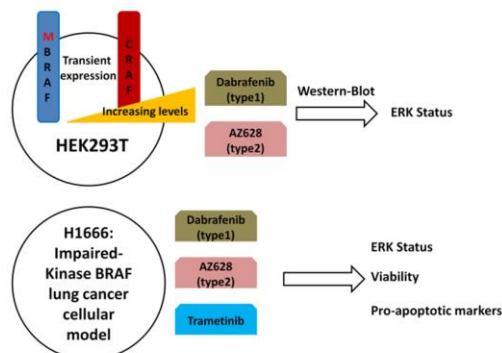 M
BRAF
Transient
expression
CRAF
Increasing levels
HEK293T
Dabrafenib
(type1)
AZ628
(type2)
Western-Blot
ERK Status
H1666:
Impaired-
Kinase BRAF
lung cancer
cellular
model
Dabrafenib
(type1)
AZ628
(type2)
Trametinib
ERK Status
Viability
Pro-apoptotic markers